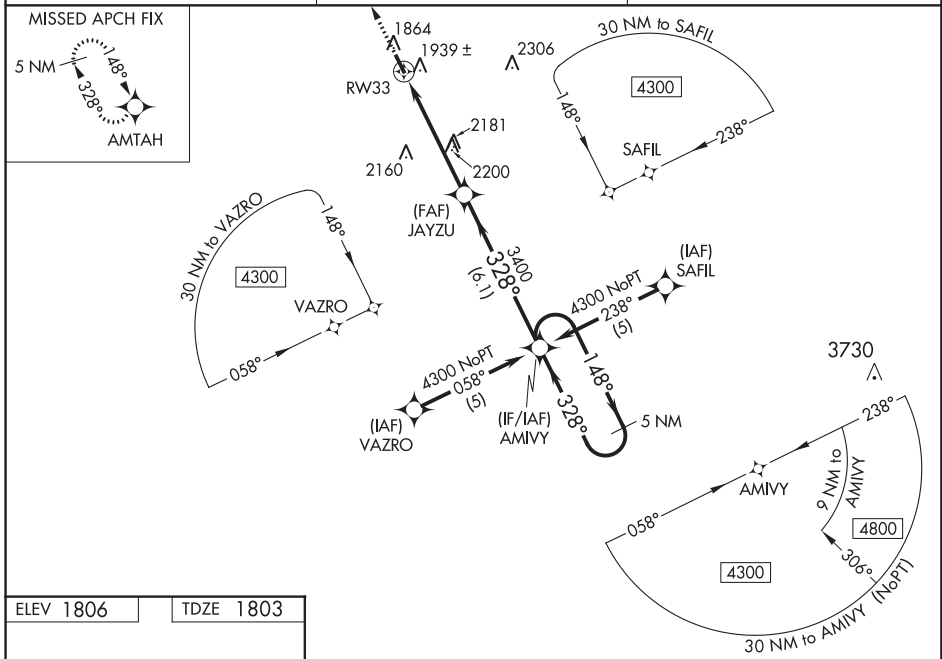 MISSED APCH FIX
5 NM
148°
328°
AMTAH
1864
1939 ±
2306
RW33
2181
2160
2200
(FAF)
JAYZU
30 NM to SAFIL
4300
148°
238°
SAFIL
30 NM to VAZRO
148°
4300
VAZRO
058°
3400
328°
(6.1)
(IAF)
SAFIL
4300 NoPT
238°
(5)
4300 NoPT
058°
(5)
(IAF)
VAZRO
(IF/IAF)
AMIVY
148°
328°
5 NM
3730
238°
AMIVY
9 NM to
AMIVY
058°
4800
306°
4300
30 NM to AMIVY (NoPT)
ELEV 1806
TDZE 1803